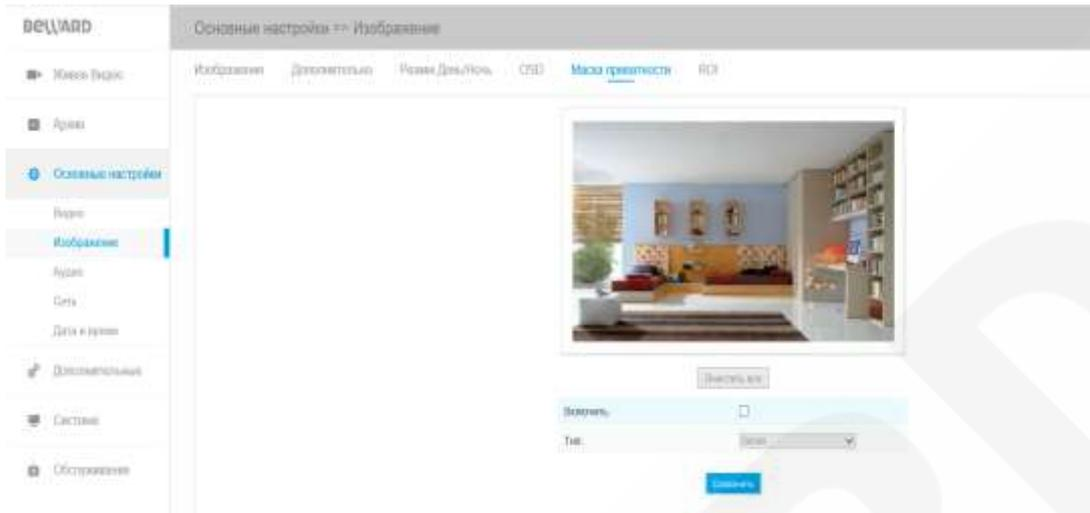 BEWARD
Основные настройки >> Изображение
Живое Видео
Изображение
Дополнительно
Режим День/Ночь
OSD
Маска приватности
ROI
Архив
Основные настройки
Видео
Изображение
Аудио
Сеть
Дата и время
Дополнительные
Система
Обслуживание
Очистить все
Включить:
Тип:
Сохранить